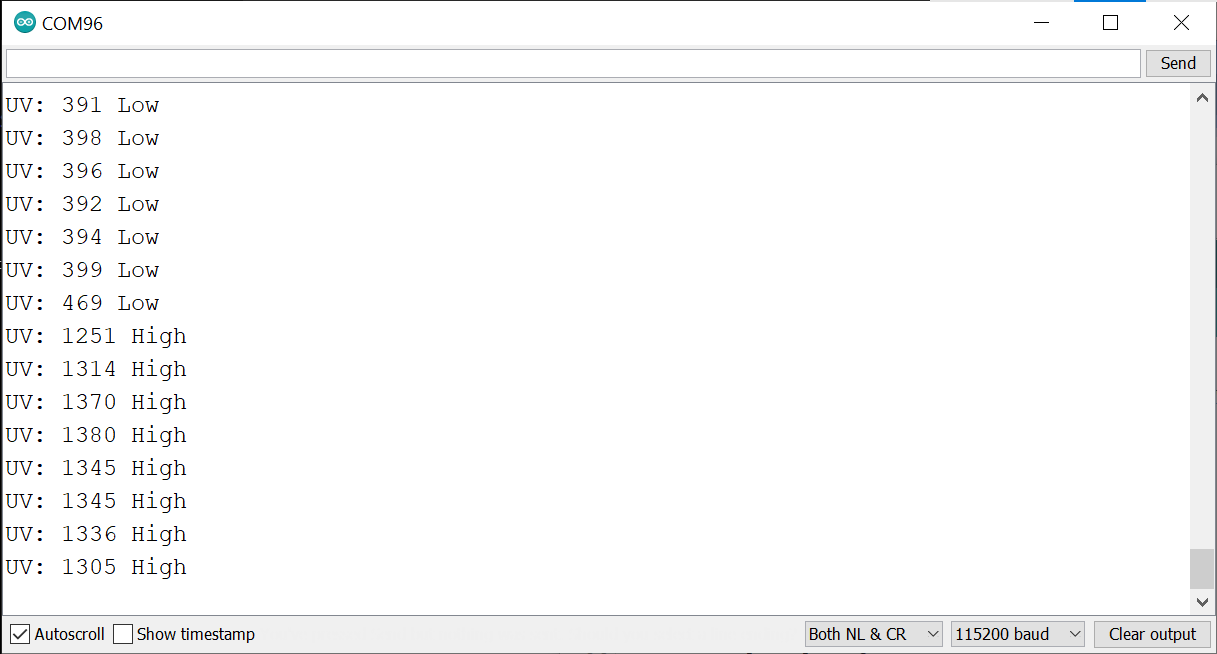 COM96
Send
UV: 391 Low
UV: 398 Low
UV: 396 Low
UV: 392 Low
UV: 394 Low
UV: 399 Low
UV: 469 Low
UV: 1251 High
UV: 1314 High
UV: 1370 High
UV: 1380 High
UV: 1345 High
UV: 1345 High
UV: 1336 High
UV: 1305 High
Autoscroll Show timestamp Both NL & CR 115200 baud Clear output